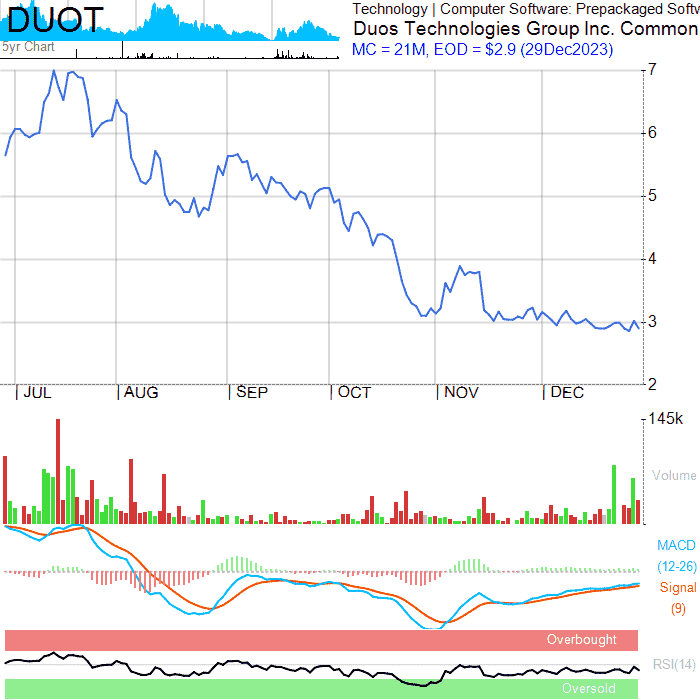 DUOT
5yr Chart
Technology | Computer Software: Prepackaged Softw
Duos Technologies Group Inc. Common
MC = 21M, EOD = $2.9 (29Dec2023)
7
6
5
4
3
2
JUL AUG SEP OCT NOV DEC
145k
Volume
MACD
(12-26)
Signal
(9)
Overbought
RSI(14)
Oversold